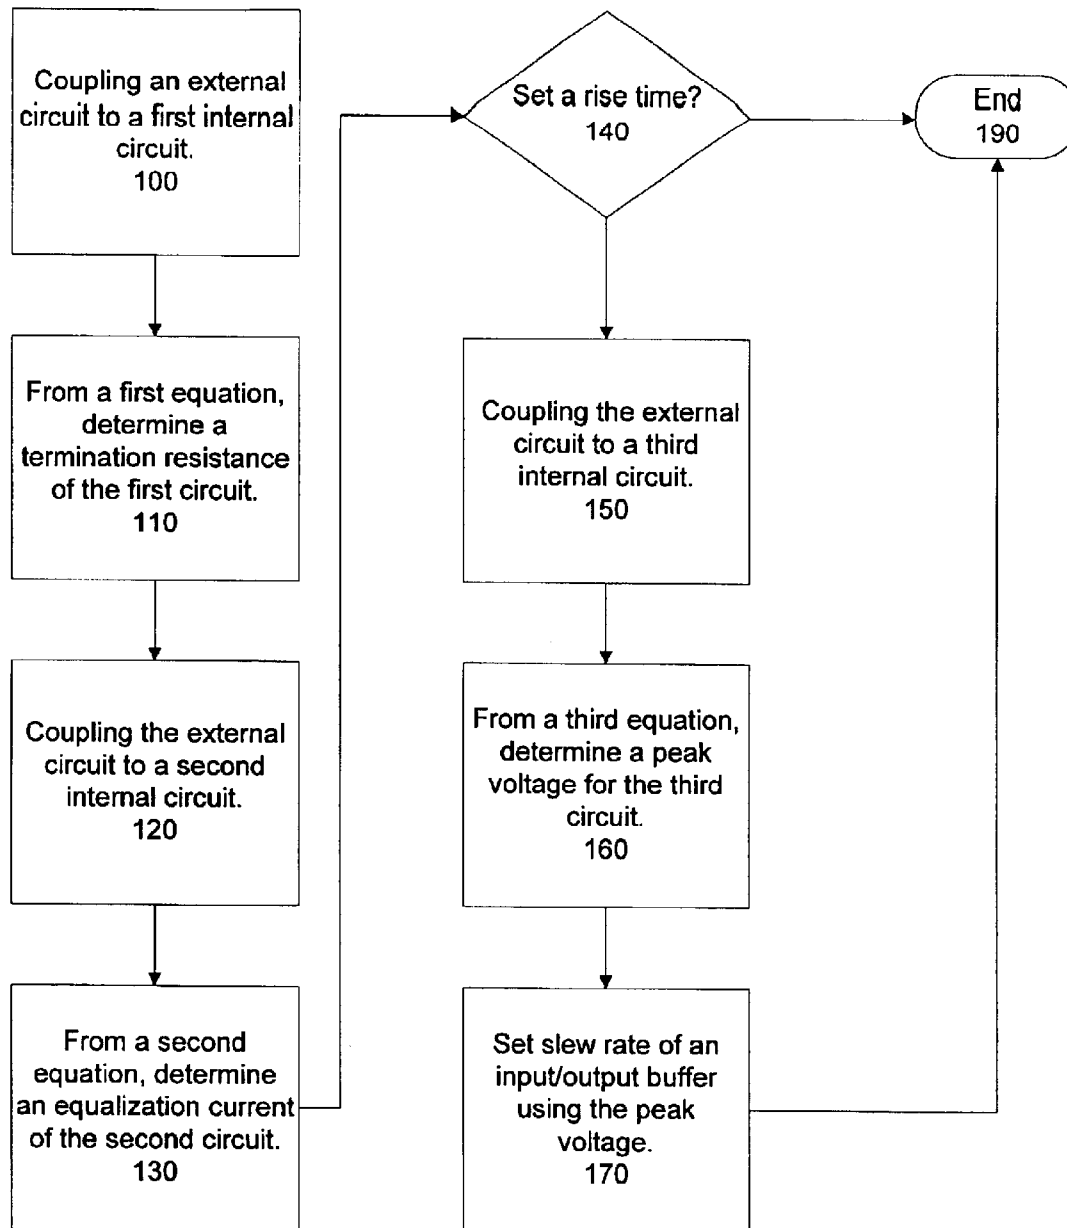 Coupling an external
circuit to a first internal
circuit.
100
From a first equation,
determine a
termination resistance
of the first circuit.
110
Coupling the external
circuit to a second
internal circuit.
120
From a second
equation, determine
an equalization current
of the second circuit.
130
Set a rise time?
140
Coupling the external
circuit to a third
internal circuit.
150
From a third equation,
determine a peak
voltage for the third
circuit.
160
Set slew rate of an
input/output buffer
using the peak
voltage.
170
End
190